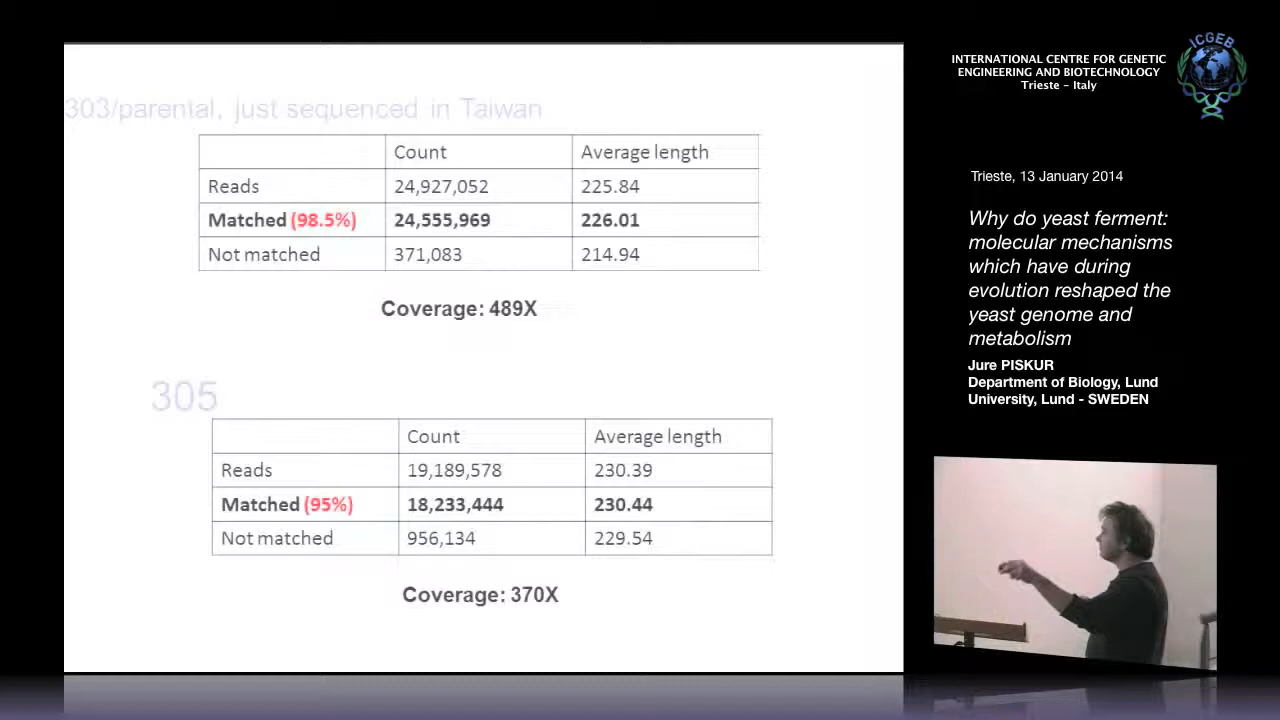 303/parental, just sequenced in Taiwan
Count Average length
Reads 24,927,052 225.84
Matched (98.5%) 24,555,969 226.01
Not matched 371,083 214.94
Coverage: 489X
305
Count Average length
Reads 19,189,578 230.39
Matched (95%) 18,233,444 230.44
Not matched 956,134 229.54
Coverage: 370X
INTERNATIONAL CENTRE FOR GENETIC
ENGINEERING AND BIOTECHNOLOGY
Trieste – Italy
ICGEB
Trieste, 13 January 2014
Why do yeast ferment:
molecular mechanisms
which have during
evolution reshaped the
yeast genome and
metabolism
Jure PISKUR
Department of Biology, Lund
University, Lund - SWEDEN